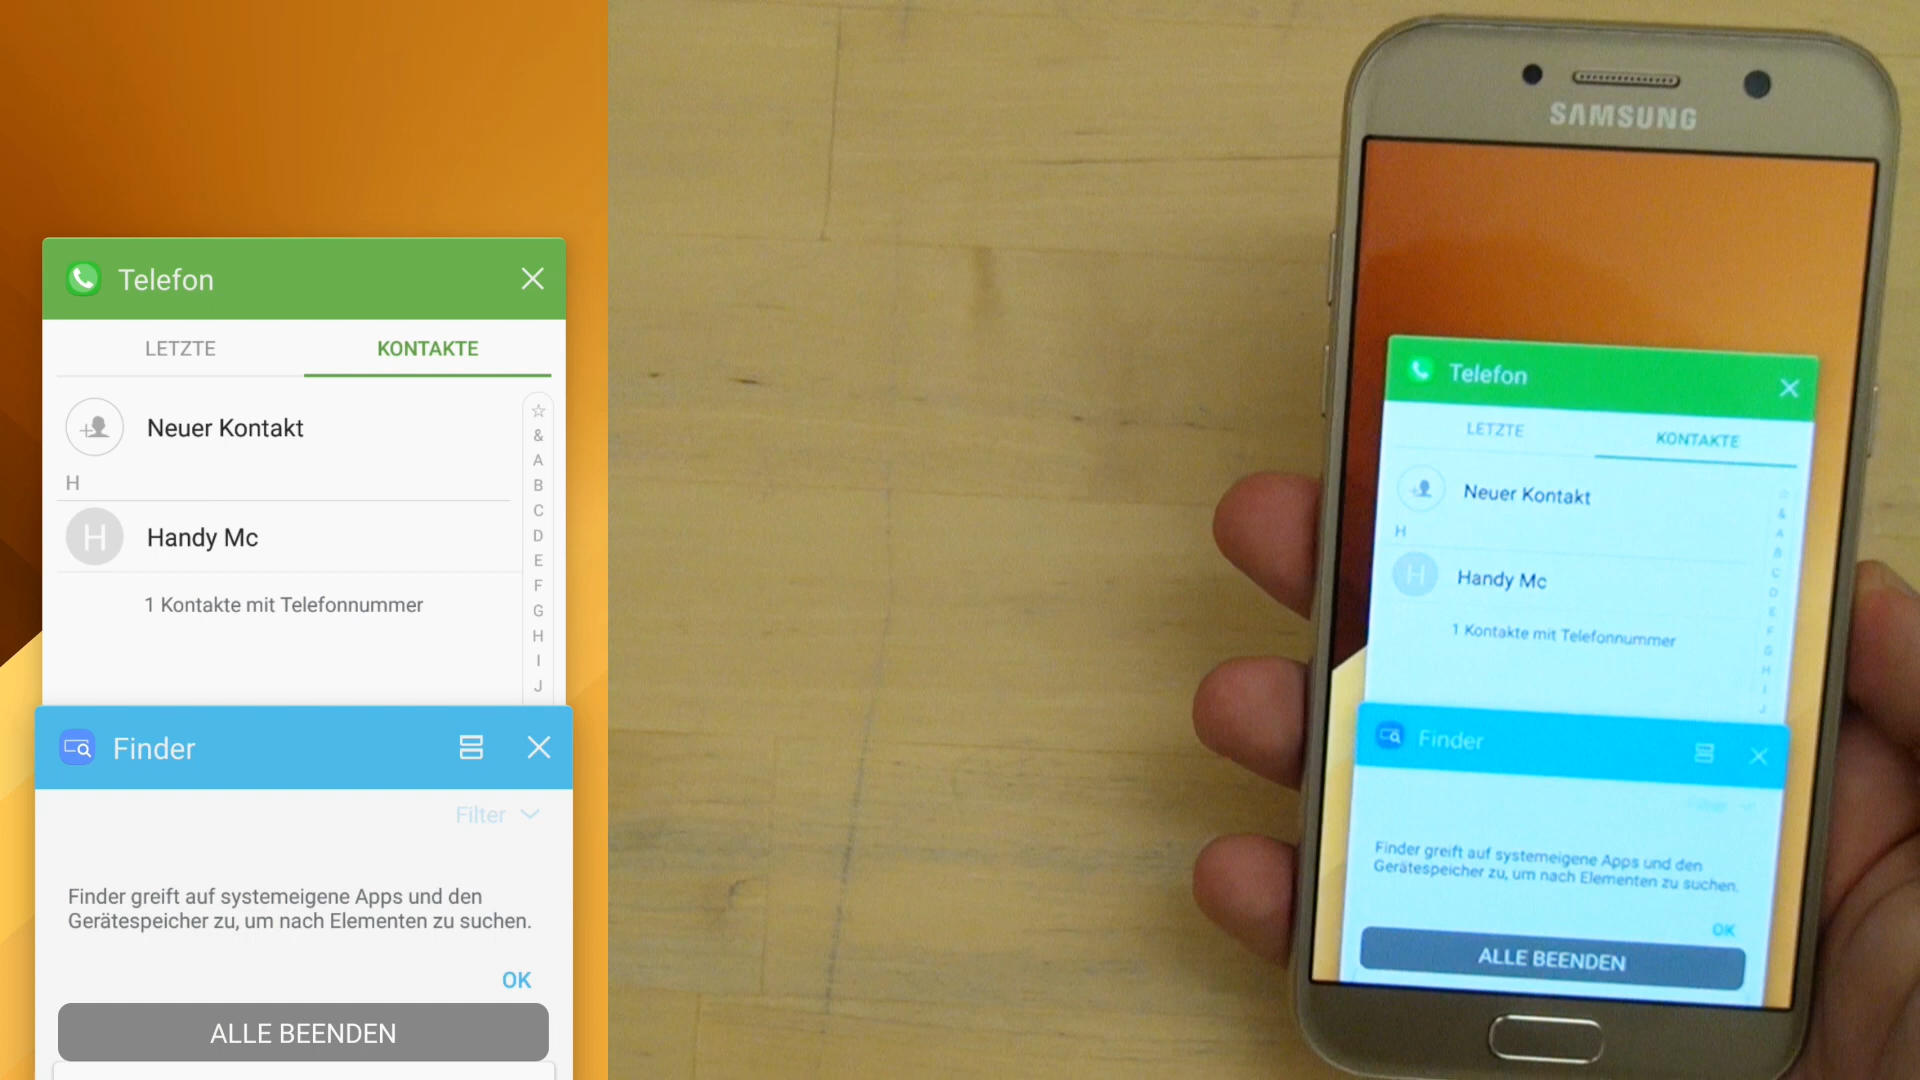 Telefon
LETZTE
KONTAKTE
Neuer Kontakt
H
H
Handy Mc
1 Kontakte mit Telefonnummer
&
A
B
C
D
E
F
G
H
I
J
Finder
Filter
Finder greift auf systemeigene Apps und den
Gerätespeicher zu, um nach Elementen zu suchen.
OK
ALLE BEENDEN
SAMSUNG
Telefon
LETZTE
KONTAKTE
Neuer Kontakt
H
H
Handy Mc
1 Kontakte mit Telefonnummer
&
A
B
C
D
E
F
G
H
I
J
Finder
Filter
Finder greift auf systemeigene Apps und den
Gerätespeicher zu, um nach Elementen zu suchen.
OK
ALLE BEENDEN